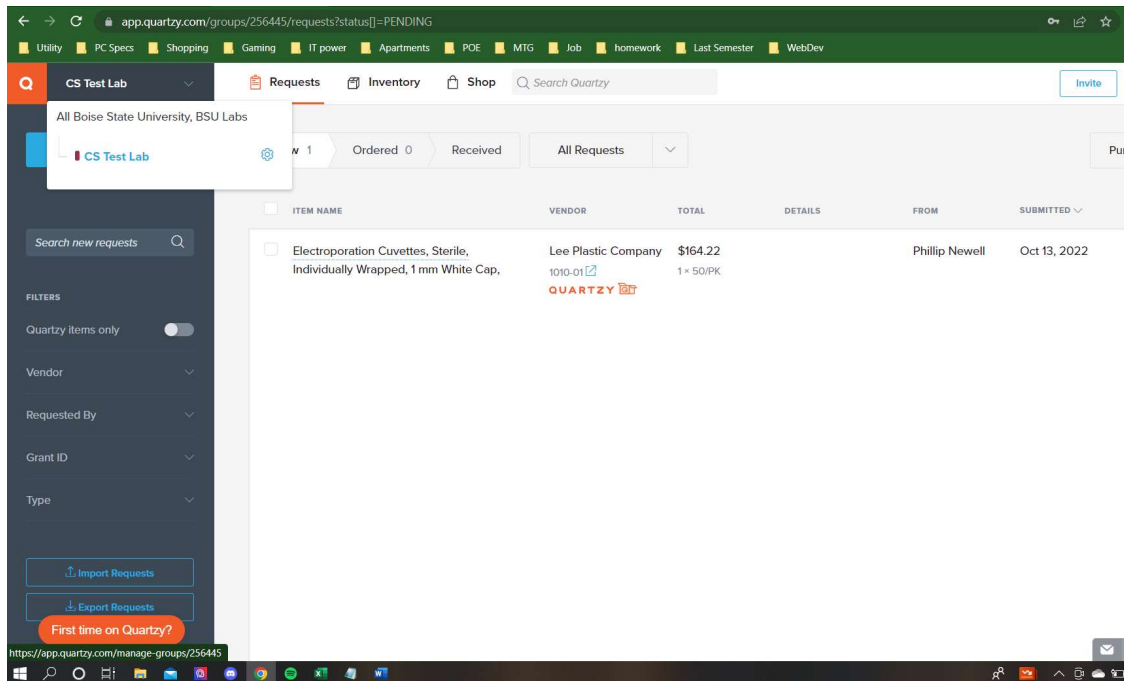 app.quartzy.com/groups/256445/requests?status[]=PENDING
Utility PC Specs Shopping Gaming IT power Apartments POE MTG Job homework Last Semester WebDev
Q CS Test Lab Requests Inventory Shop Search Quartzy Invite
All Boise State University, BSU Labs
CS Test Lab
w 1 Ordered 0 Received All Requests Pu
ITEM NAME VENDOR TOTAL DETAILS FROM SUBMITTED
Search new requests
Electroporation Cuvettes, Sterile, Lee Plastic Company $164.22 Phillip Newell Oct 13, 2022
Individually Wrapped, 1 mm White Cap, 1010-01 1 × 50/PK
QUARTZY
FILTERS
Quartzy items only
Vendor
Requested By
Grant ID
Type
Import Requests
Export Requests
First time on Quartzy?
https://app.quartzy.com/manage-groups/256445